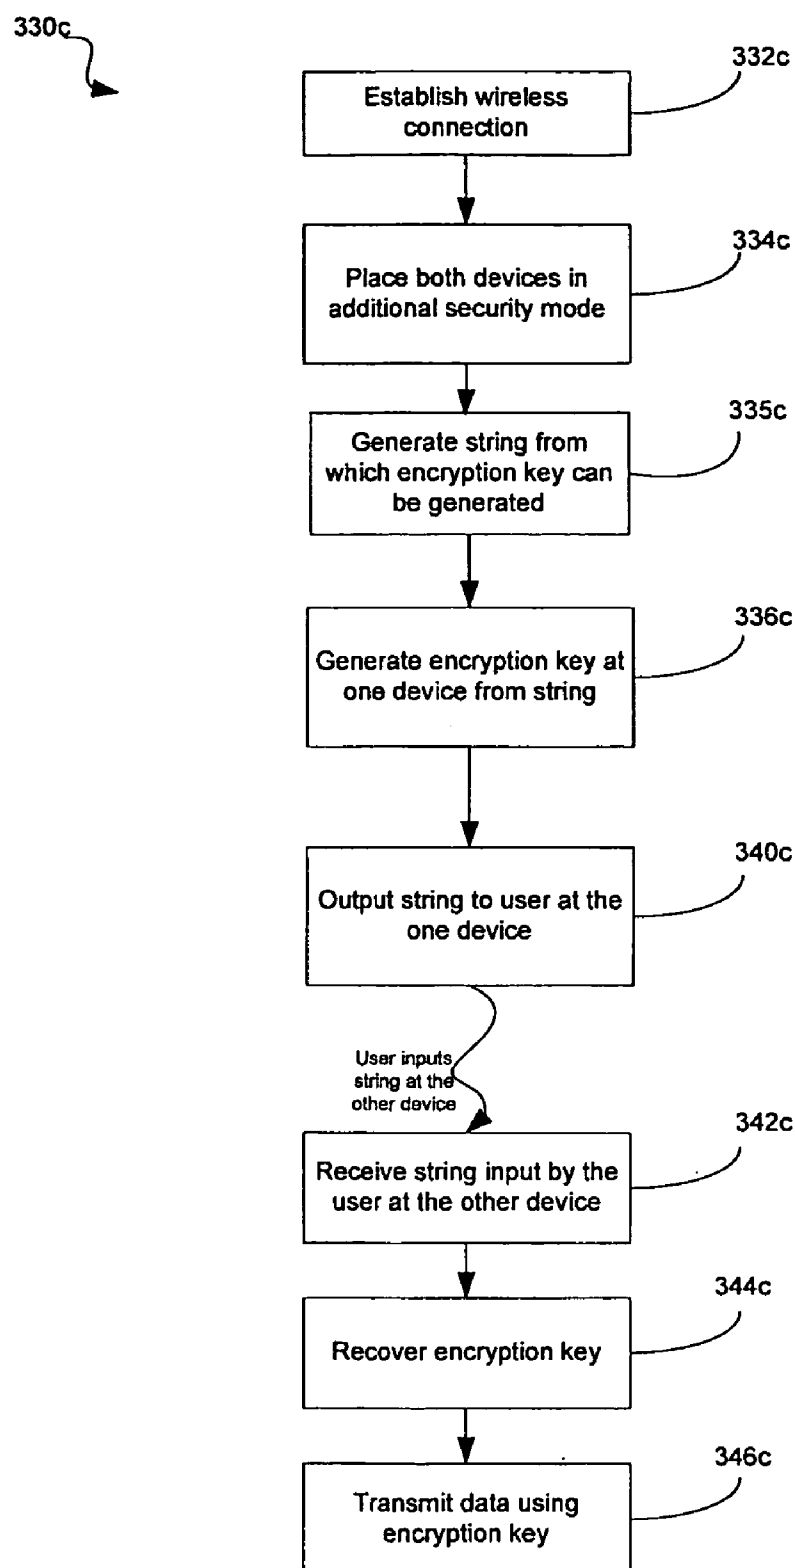 330c
332c
Establish wireless
connection
334c
Place both devices in
additional security mode
335c
Generate string from
which encryption key can
be generated
336c
Generate encryption key at
one device from string
340c
Output string to user at the
one device
User inputs
string at the
other device
342c
Receive string input by the
user at the other device
344c
Recover encryption key
346c
Transmit data using
encryption key